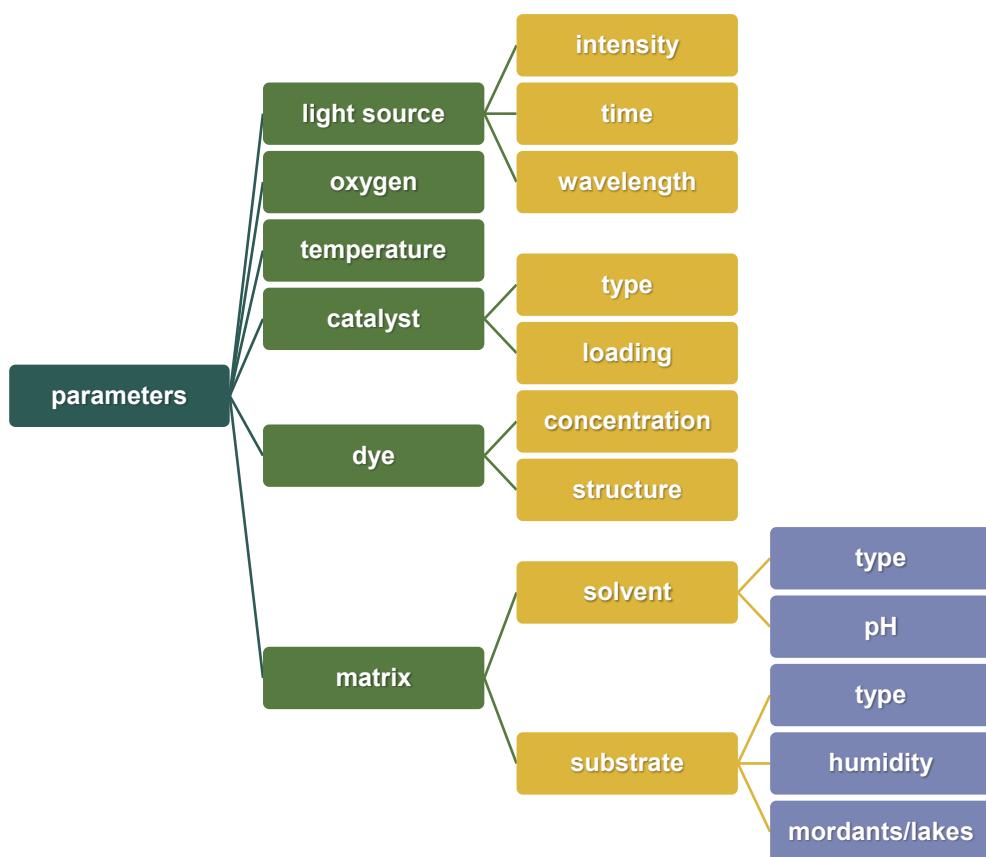 parameters
light source
intensity
time
wavelength
oxygen
temperature
catalyst
type
loading
dye
concentration
structure
matrix
solvent
type
pH
substrate
type
humidity
mordants/lakes